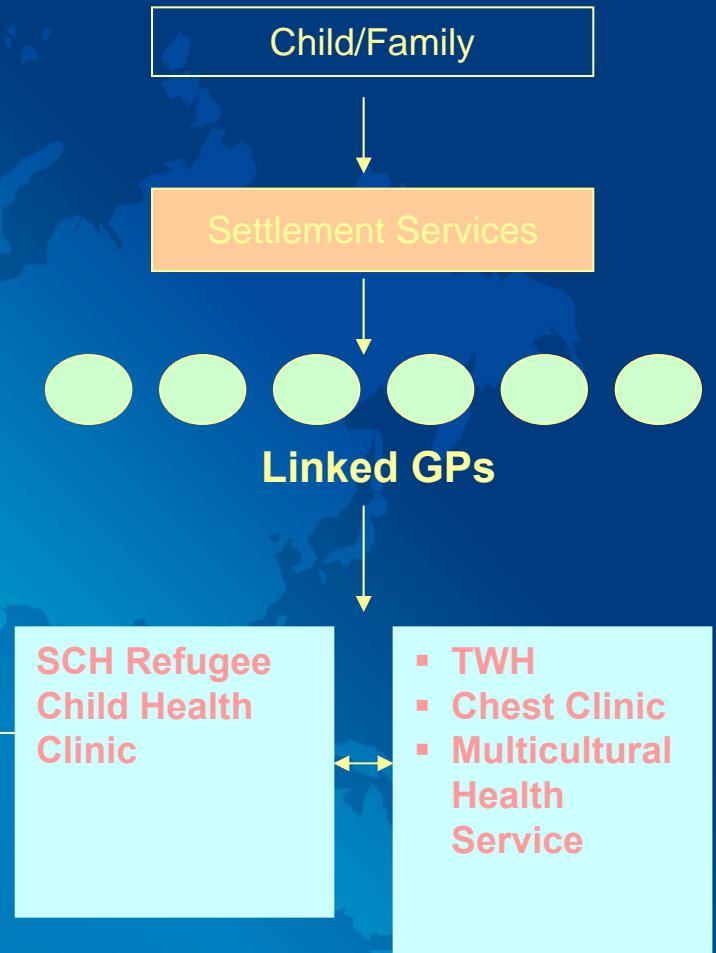 Child/Family
Settlement Services
Linked GPs
SCH Refugee
Child Health
Clinic
▪ TWH
▪ Chest Clinic
▪ Multicultural
Health
Service